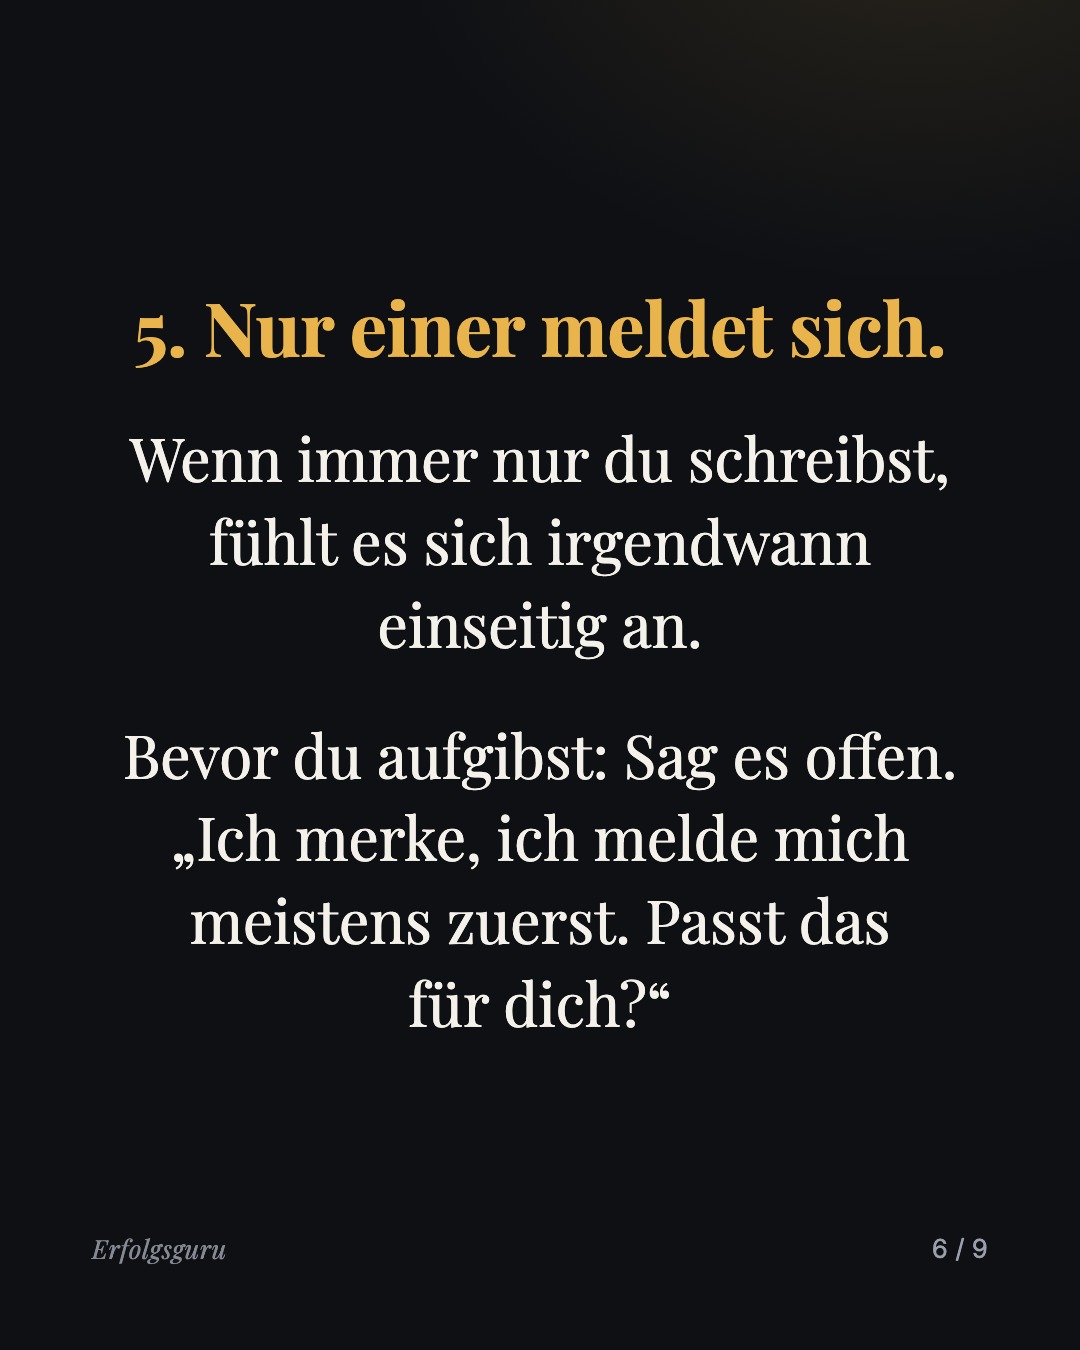 5. Nur einer meldet sich.
Wenn immer nur du schreibst,
fühlt es sich irgendwann
einseitig an.
Bevor du aufgibst: Sag es offen.
„Ich merke, ich melde mich
meistens zuerst. Passt das
für dich?“
Erfolgsguru
6 / 9